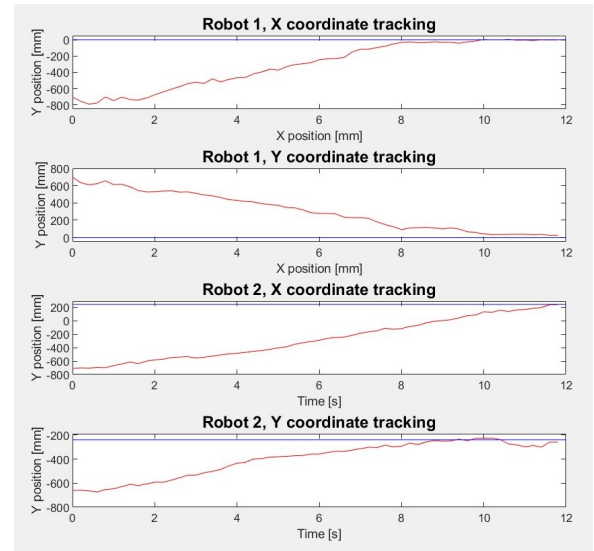 Robot 1, X coordinate tracking
Y position [mm]
0
-200
-400
-600
-800
0 2 4 6 8 10 12
X position [mm]
Robot 1, Y coordinate tracking
Y position [mm]
800
600
400
200
0
0 2 4 6 8 10 12
X position [mm]
Robot 2, X coordinate tracking
Y position [mm]
200
0
-200
-400
-600
-800
0 2 4 6 8 10 12
Time [s]
Robot 2, Y coordinate tracking
Y position [mm]
-200
-400
-600
-800
0 2 4 6 8 10 12
Time [s]